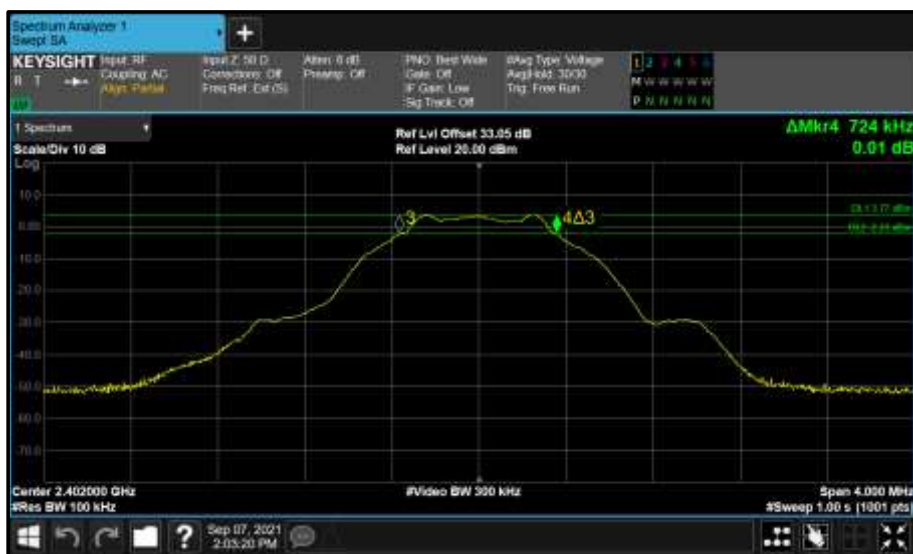 Spectrum Analyzer 1
Swept SA
+
KEYSIGHT
R T
Input: RF
Coupling: AC
Align: Partial
Input Z: 50 Ω
Corrections: Off
Freq Ref: Ext (S)
Atten: 8 dB
Preamp: Off
PNO: Best Wide
Gate: Off
IF Gain: Low
Sig Track: Off
#Avg Type: Voltage
Avg|Hold: 30/30
Trig: Free Run
1 2 3 4 5 6
M W W W W W
P N N N N N
1 Spectrum
Scale/Div 10 dB
Log
Ref Lvl Offset 33.05 dB
Ref Level 20.00 dBm
ΔMkr4 724 kHz
0.01 dB
10.0
0.00
-10.0
-20.0
-30.0
-40.0
-50.0
-60.0
-70.0
3
4Δ3
Center 2.402000 GHz
#Res BW 100 kHz
#Video BW 300 kHz
Span 4.000 MHz
#Sweep 1.00 s (1001 pts)
?
Sep 07, 2021
2:03:20 PM